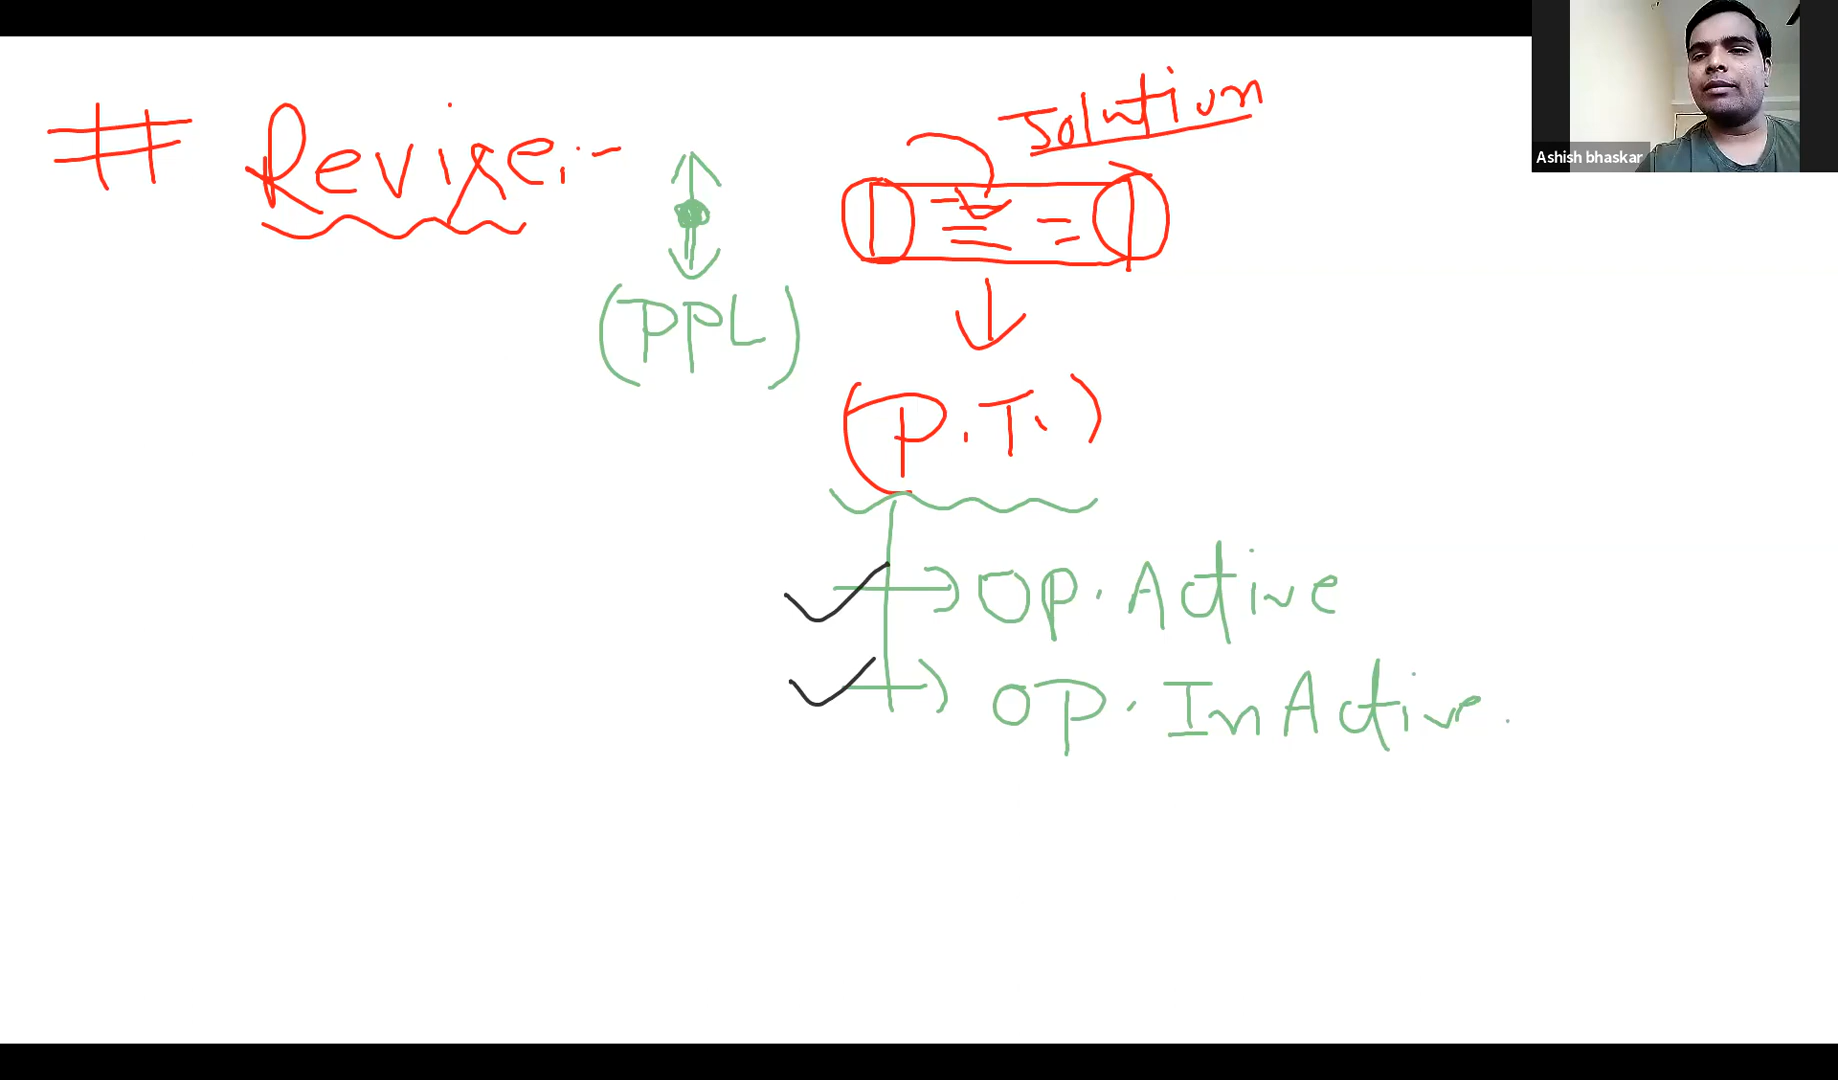 # Revise:-
Solution
(PPL)
(P.T.)
OP. Active
OP. InActive.
Ashish bhaskar